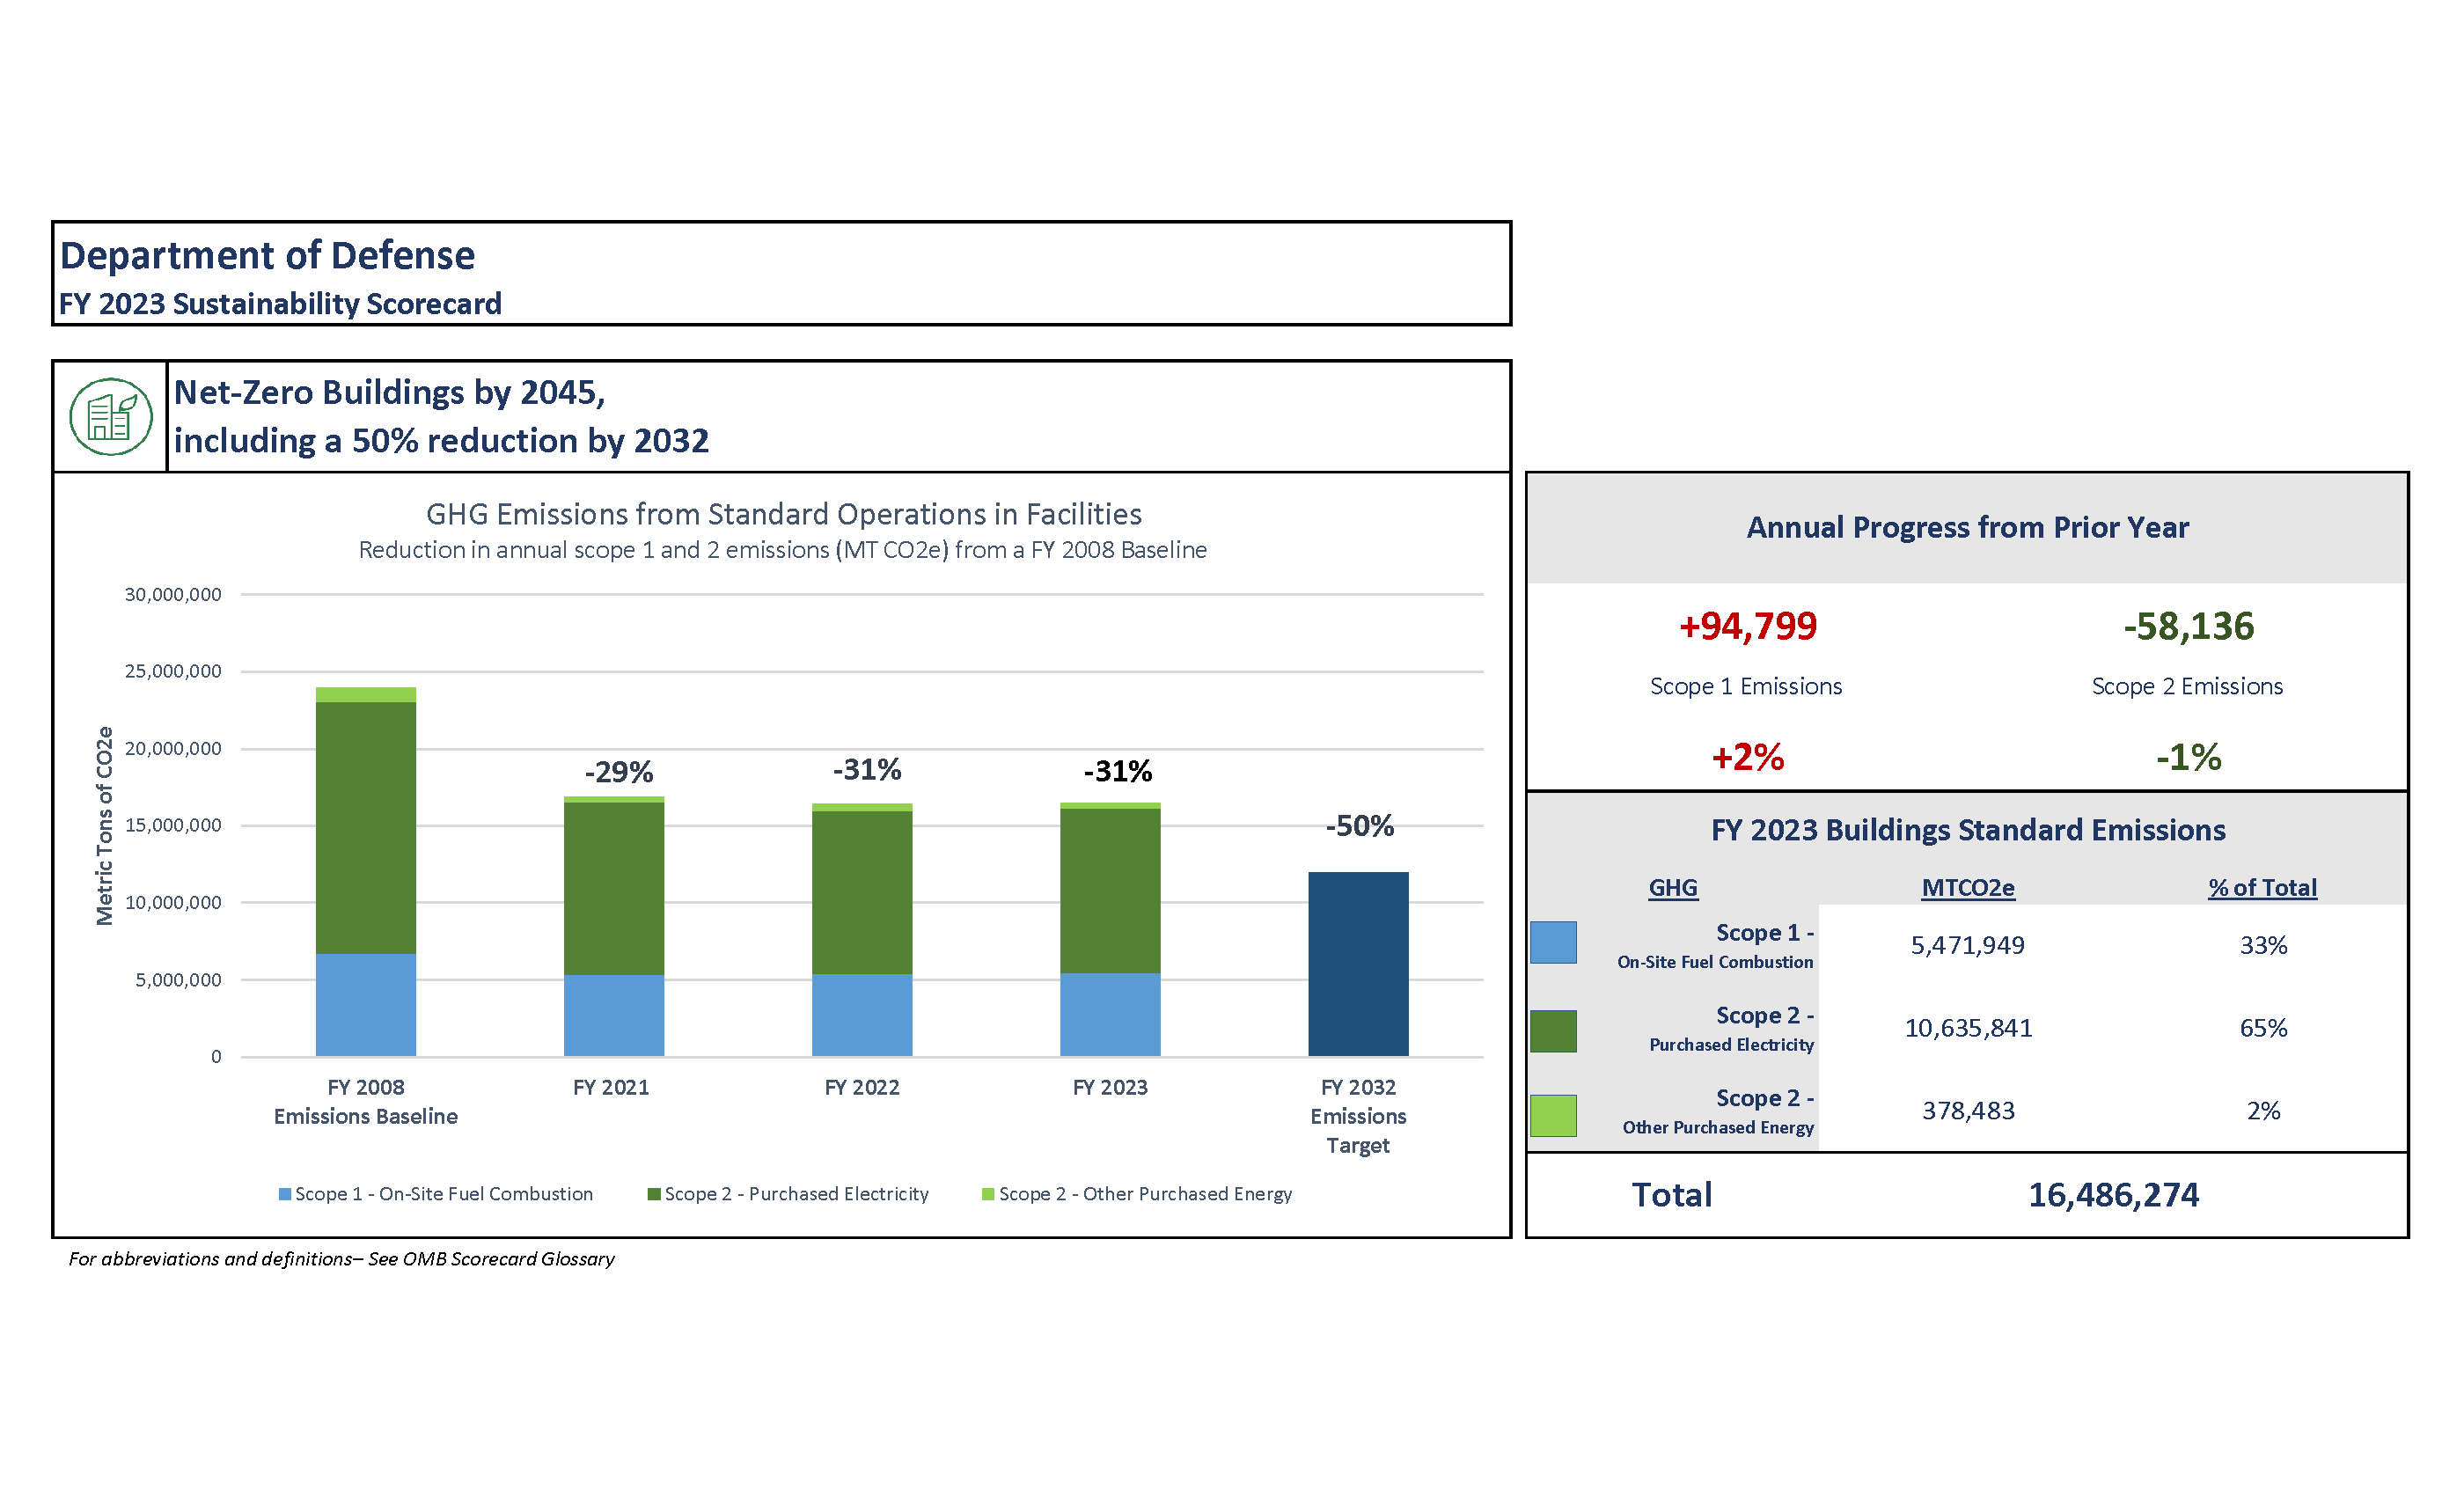 Department of Defense
FY 2023 Sustainability Scorecard
Net-Zero Buildings by 2045,
including a 50% reduction by 2032
GHG Emissions from Standard Operations in Facilities
Reduction in annual scope 1 and 2 emissions (MT CO2e) from a FY 2008 Baseline
Metric Tons of CO2e
30,000,000
25,000,000
20,000,000
15,000,000
10,000,000
5,000,000
0
-29%
-31%
-31%
-50%
FY 2008
Emissions Baseline
FY 2021
FY 2022
FY 2023
FY 2032
Emissions
Target
Scope 1 - On-Site Fuel Combustion
Scope 2 - Purchased Electricity
Scope 2 - Other Purchased Energy
For abbreviations and definitions– See OMB Scorecard Glossary
Annual Progress from Prior Year
+94,799 -58,136
Scope 1 Emissions Scope 2 Emissions
+2% -1%
FY 2023 Buildings Standard Emissions
GHG MTCO2e % of Total
Scope 1 -
On-Site Fuel Combustion
5,471,949 33%
Scope 2 -
Purchased Electricity
10,635,841 65%
Scope 2 -
Other Purchased Energy
378,483 2%
Total 16,486,274